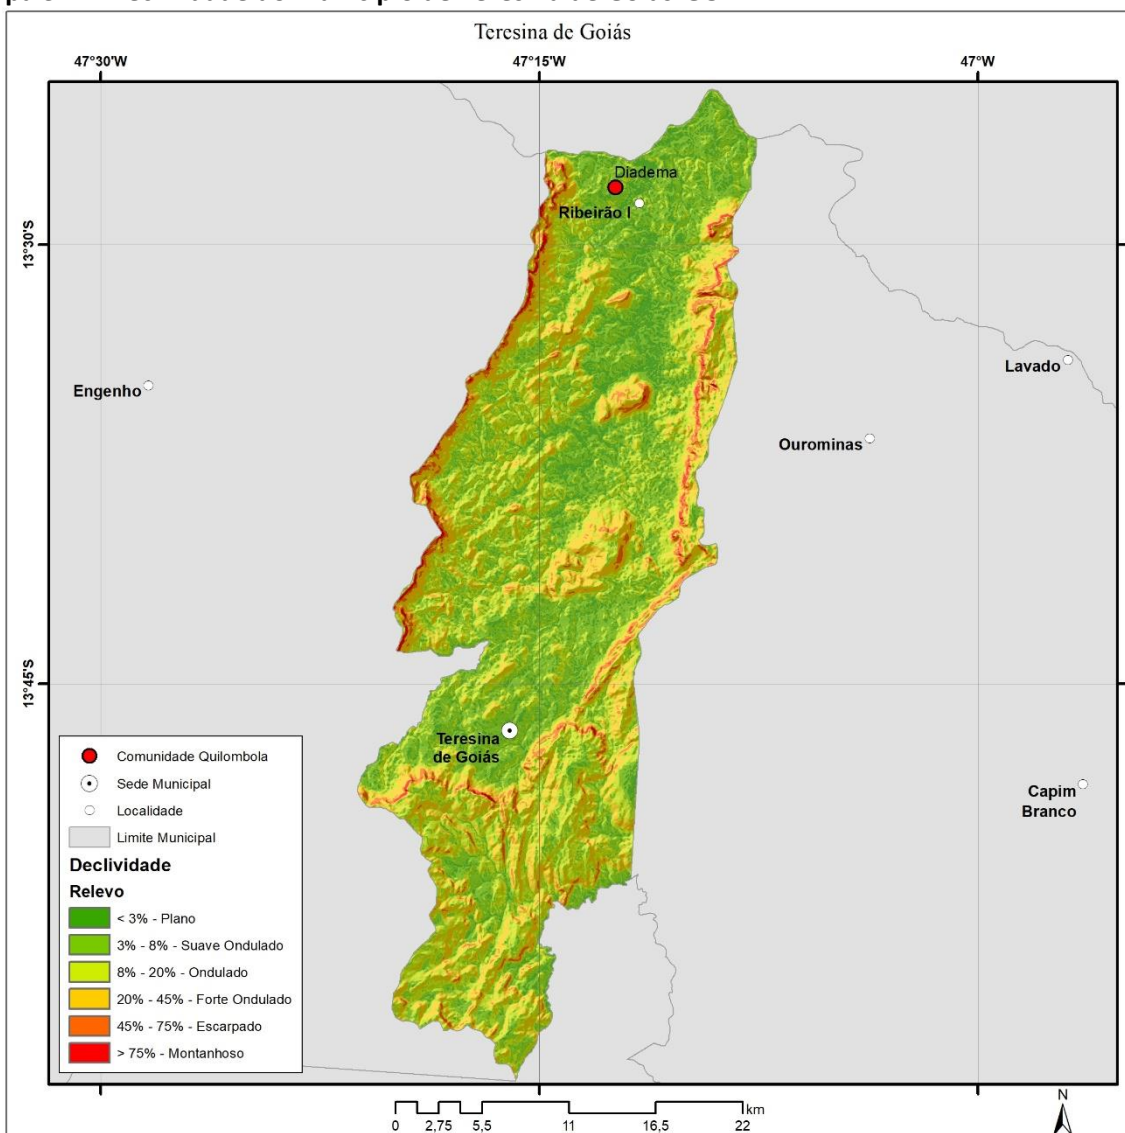 Teresina de Goiás
47°30'W
47°15'W
47°W
13°30'S
13°45'S
Diadema
Ribeirão I
Engenho
Lavado
Ourominas
Teresina
de Goiás
Capim
Branco
Comunidade Quilombola
Sede Municipal
Localidade
Limite Municipal
Declividade
Relevo
< 3% - Plano
3% - 8% - Suave Ondulado
8% - 20% - Ondulado
20% - 45% - Forte Ondulado
45% - 75% - Escarpado
> 75% - Montanhoso
km
0 2,75 5,5 11 16,5 22
N